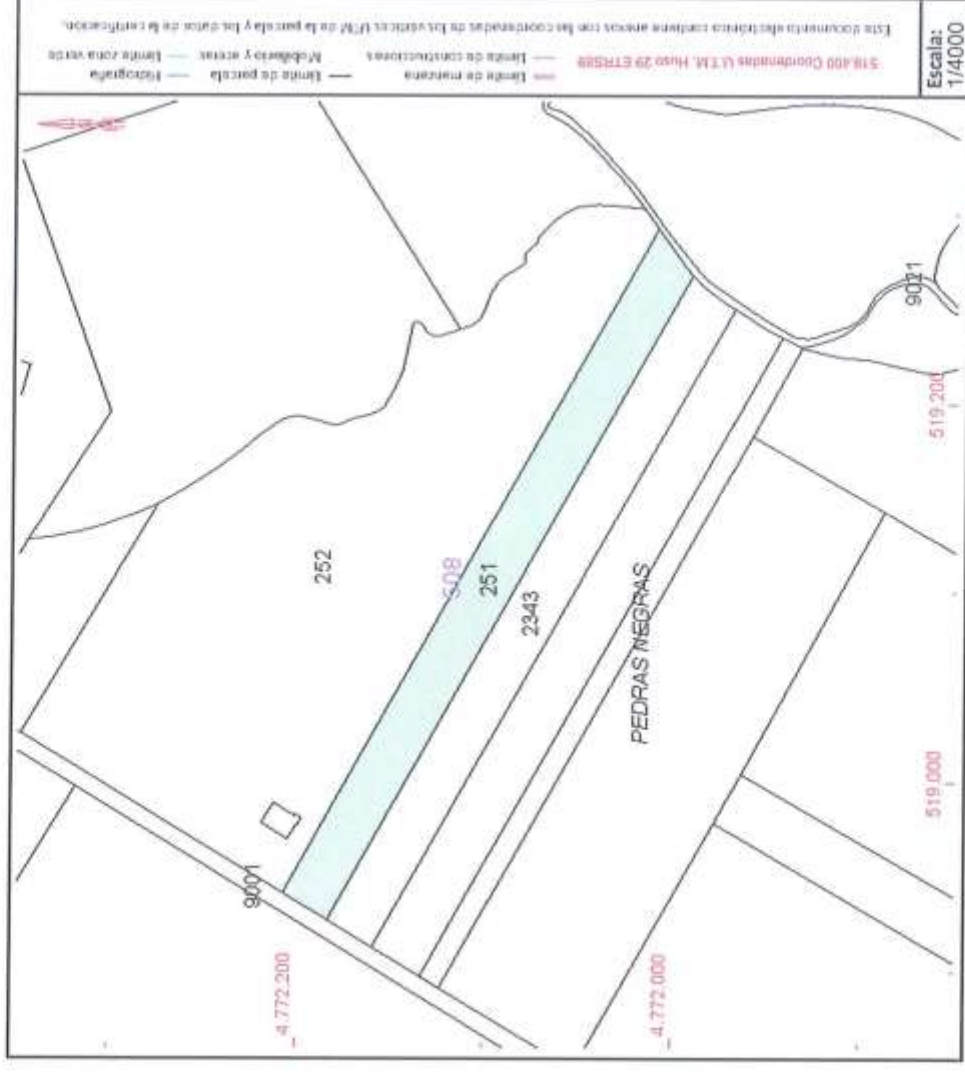 252
508
251
2343
PEDRAS NEGRAS
9001
9021
4.772.200
4.772.000
519.000
519.200
519.400 Coordenadas U.T.M. Huso 29 ETRS89
Límite de manzana
Límite de parcela
Hidrografía
Límite de construcciones
Mobiliario y aceras
Límite zona verde
Este documento electrónico contiene anexos con las coordenadas de los vértices UTM de la parcela y los datos de la certificación.
Escala:
1/4000